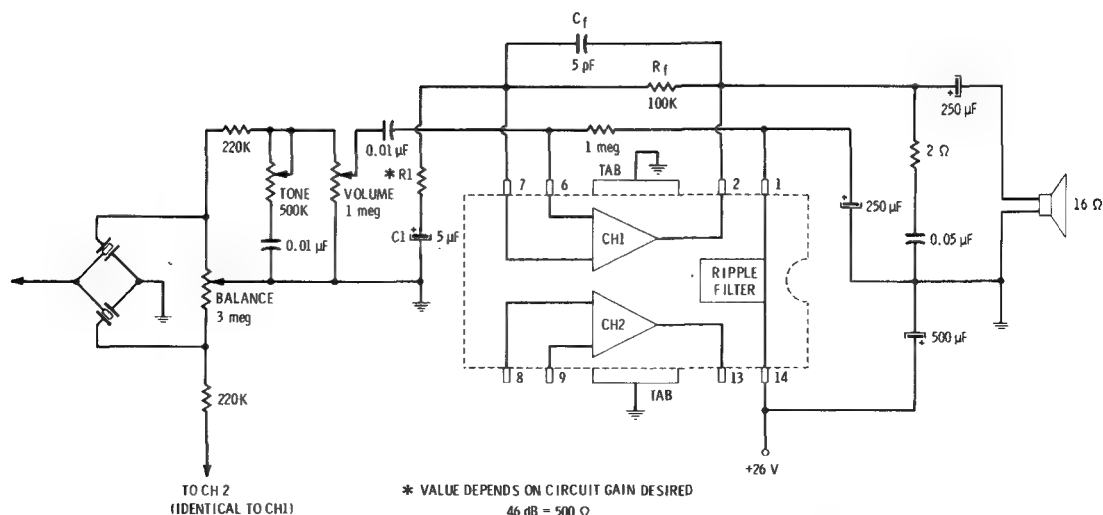 Cf
5 pF
Rf
100K
250 µF
220K
0.01 µF
1 meg
2 Ω
* R1
TAB
TONE
500K
VOLUME
1 meg
7
6
2
1
16 Ω
C1
5 µF
CH1
250 µF
0.05 µF
0.01 µF
RIPPLE
FILTER
BALANCE
3 meg
CH2
500 µF
8
9
13
14
TAB
220K
+26 V
TO CH 2
(IDENTICAL TO CH1)
* VALUE DEPENDS ON CIRCUIT GAIN DESIRED
46 dB = 500 Ω